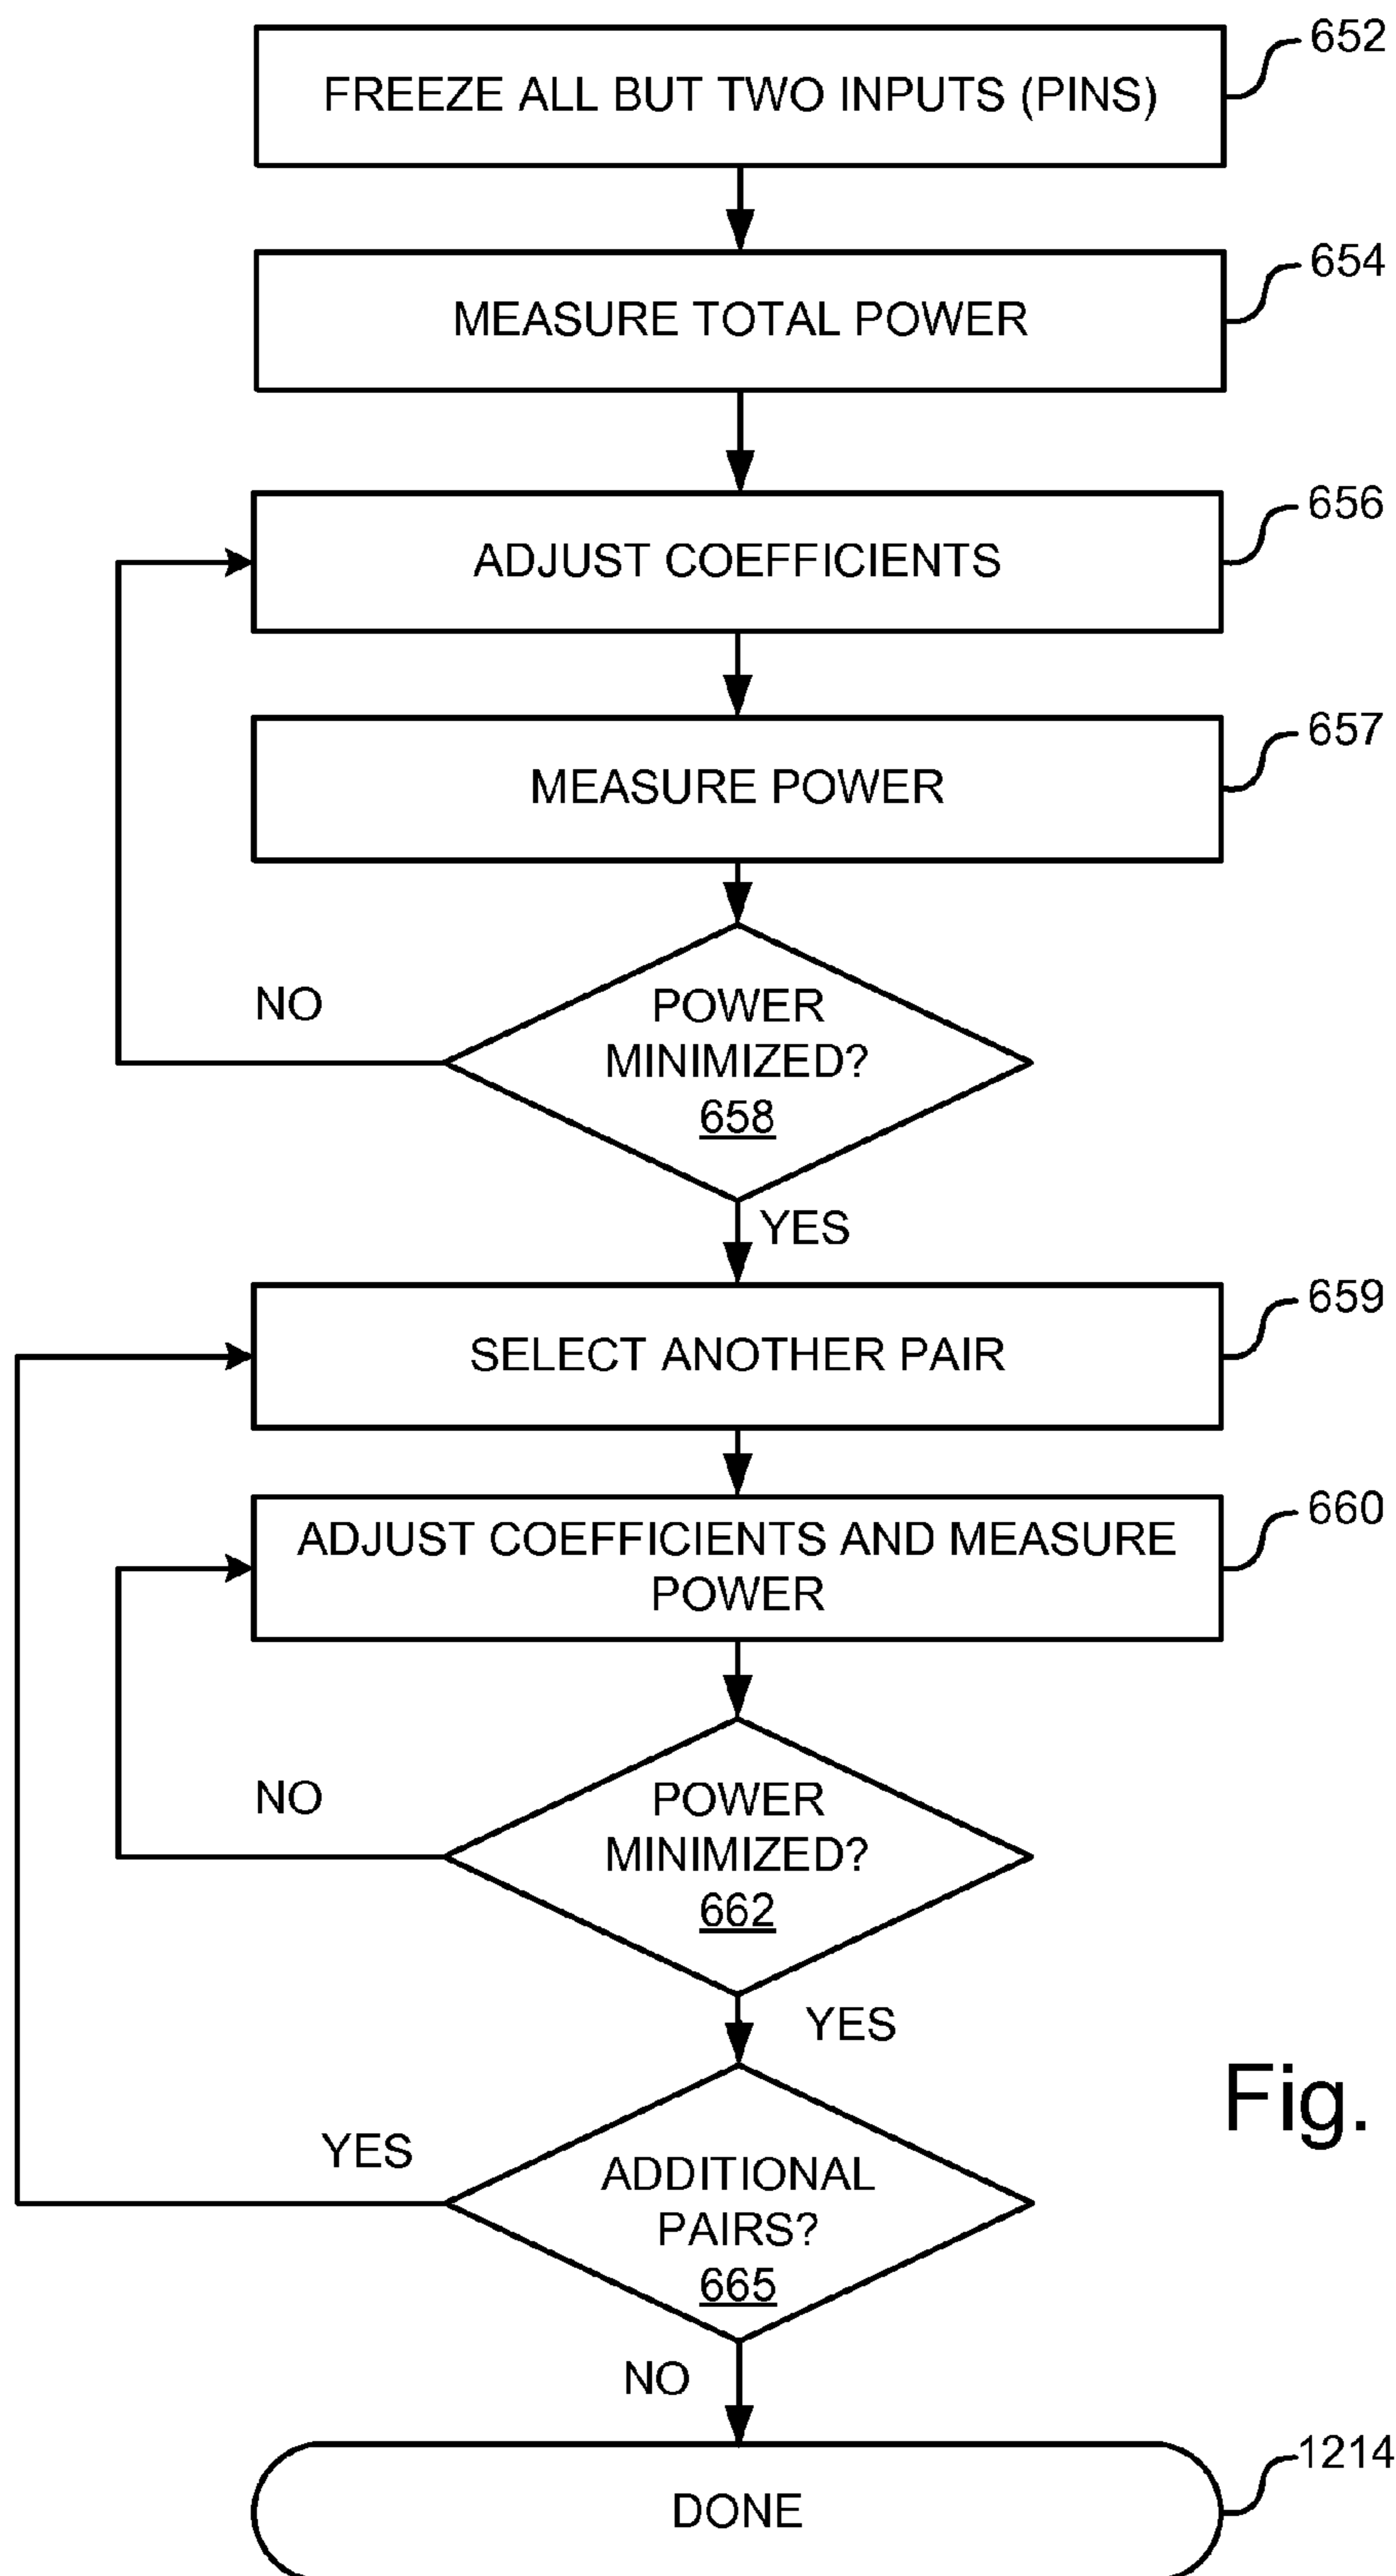 FREEZE ALL BUT TWO INPUTS (PINS)
652
MEASURE TOTAL POWER
654
ADJUST COEFFICIENTS
656
MEASURE POWER
657
NO
POWER
MINIMIZED?
658
YES
SELECT ANOTHER PAIR
659
ADJUST COEFFICIENTS AND MEASURE
POWER
660
NO
POWER
MINIMIZED?
662
YES
Fig.
YES
ADDITIONAL
PAIRS?
665
NO
DONE
1214